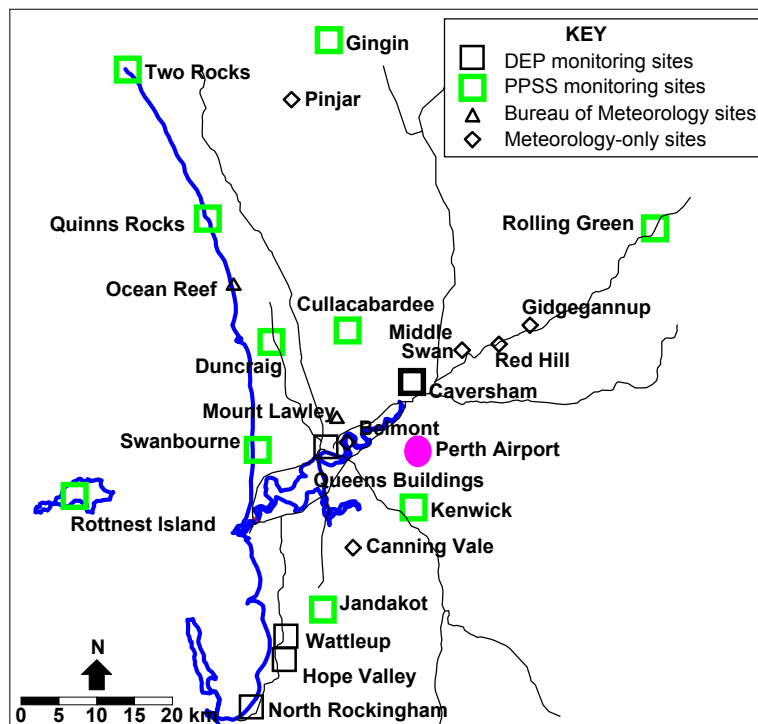 KEY
DEP monitoring sites
PPSS monitoring sites
Bureau of Meteorology sites
Meteorology-only sites
Gingin
Two Rocks
Pinjar
Quinns Rocks
Rolling Green
Ocean Reef
Cullacabardee
Gidgegannup
Middle
Swan
Red Hill
Duncraig
Caversham
Mount Lawley
Belmont
Swanbourne
Perth Airport
Queens Buildings
Rottnest Island
Kenwick
Canning Vale
Jandakot
Wattleup
Hope Valley
North Rockingham
N
0 5 10 15 20 km